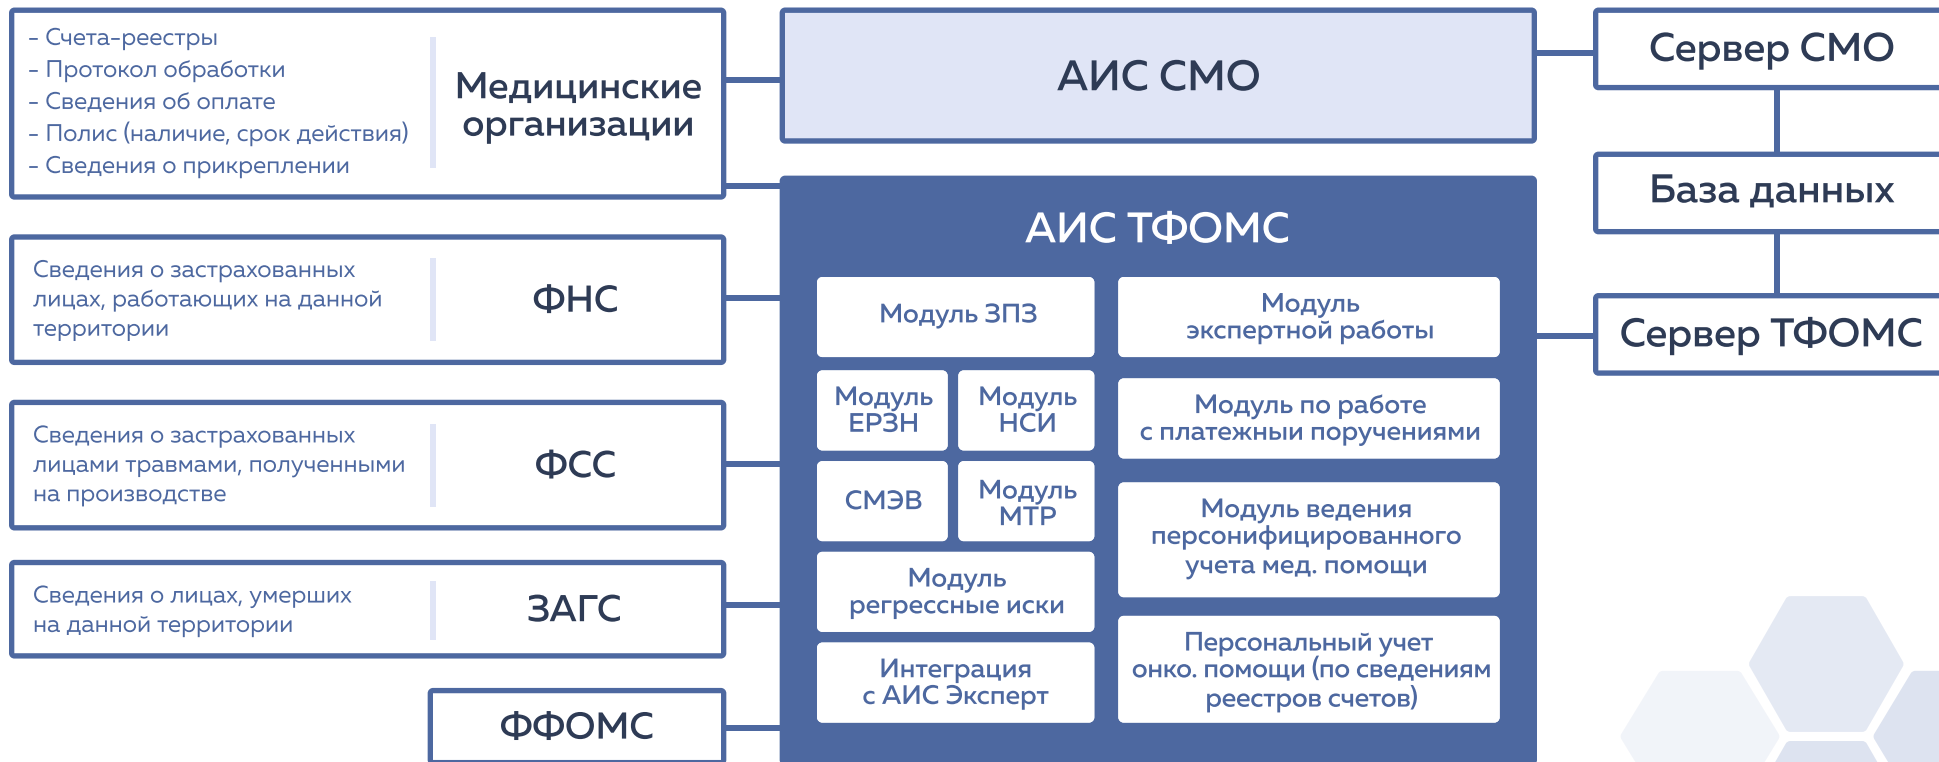 - Счета-реестры
- Протокол обработки
- Сведения об оплате
- Полис (наличие, срок действия)
- Сведения о прикреплении
Медицинские
организации
Сведения о застрахованных
лицах, работающих на данной
территории
ФНС
Сведения о застрахованных
лицами травмами, полученными
на производстве
ФСС
Сведения о лицах, умерших
на данной территории
ЗАГС
ФФОМС
АИС СМО
АИС ТФОМС
Модуль ЗПЗ
Модуль
ЕРЗН
Модуль
НСИ
СМЭВ
Модуль
МТР
Модуль
регрессные иски
Интеграция
с АИС Эксперт
Модуль
экспертной работы
Модуль по работе
с платежныи поручениями
Модуль ведения
персонифицированного
учета мед. помощи
Персональный учет
онко. помощи (по сведениям
реестров счетов)
Сервер СМО
База данных
Сервер ТФОМС